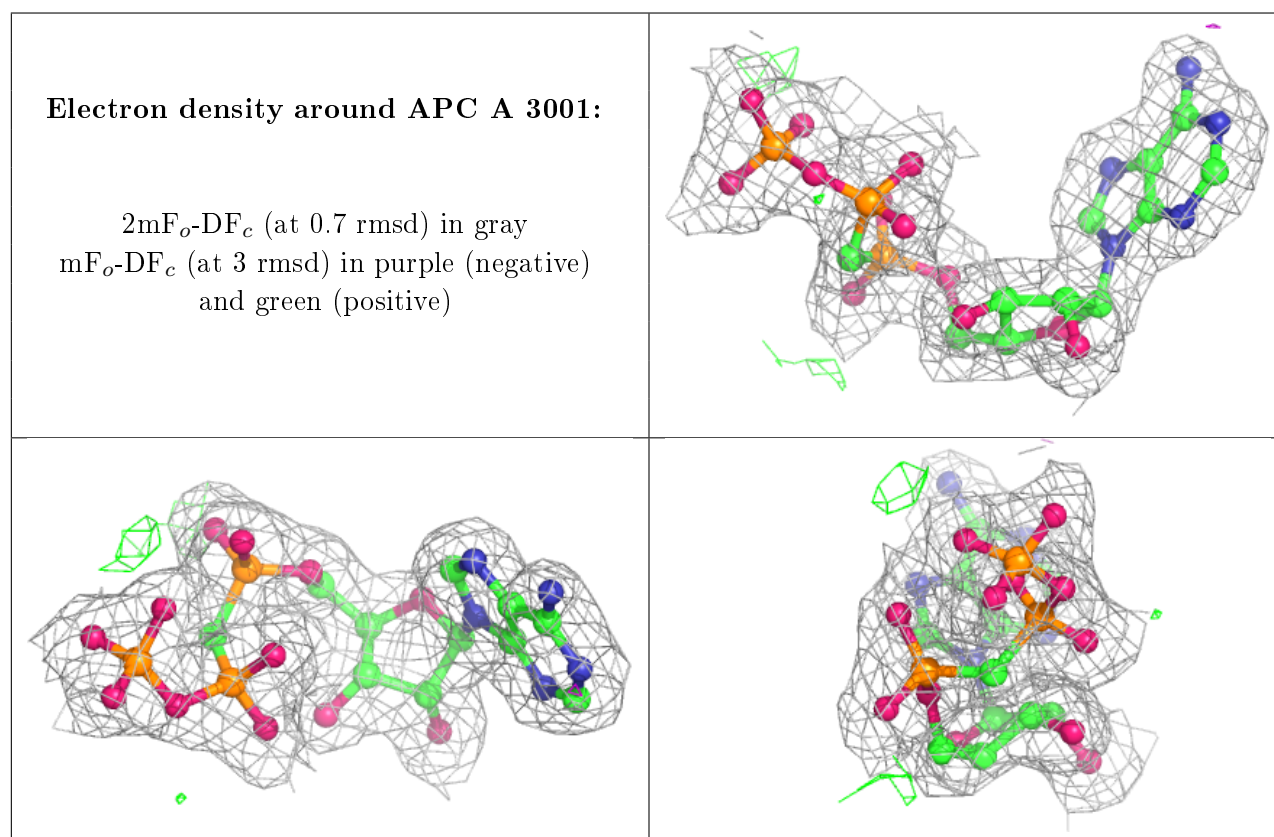 Electron density around APC A 3001:
2mFo-DFc (at 0.7 rmsd) in gray
mFo-DFc (at 3 rmsd) in purple (negative)
and green (positive)